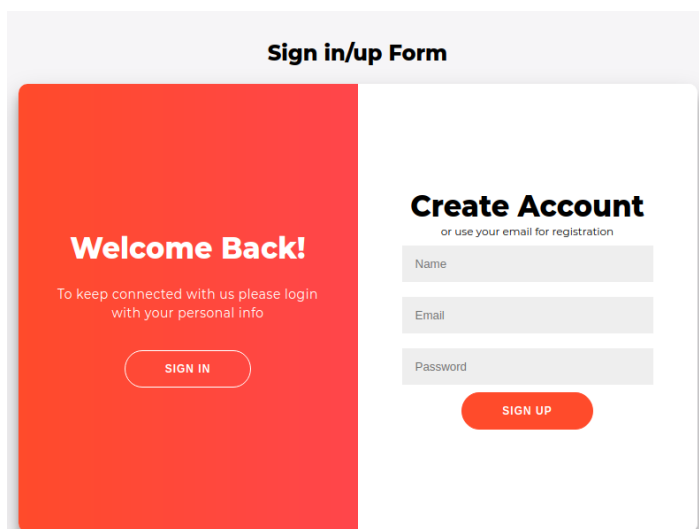 Sign in/up Form
Welcome Back!
To keep connected with us please login
with your personal info
SIGN IN
Create Account
or use your email for registration
Name
Email
Password
SIGN UP